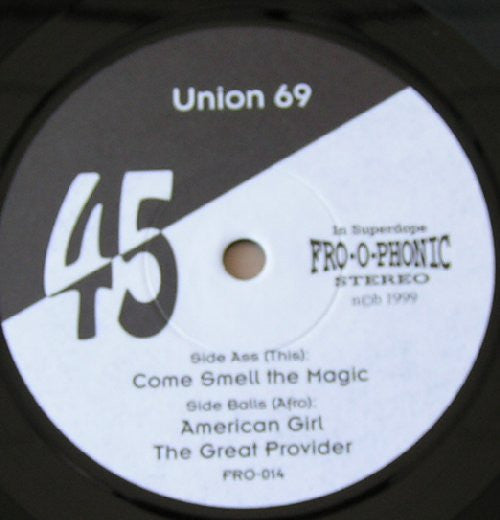 Union 69
45
In Superdope
FRO-O-PHONIC
STEREO
n©b 1999
Side Ass (This):
Come Smell the Magic
Side Balls (Afro):
American Girl
The Great Provider
FRO-014